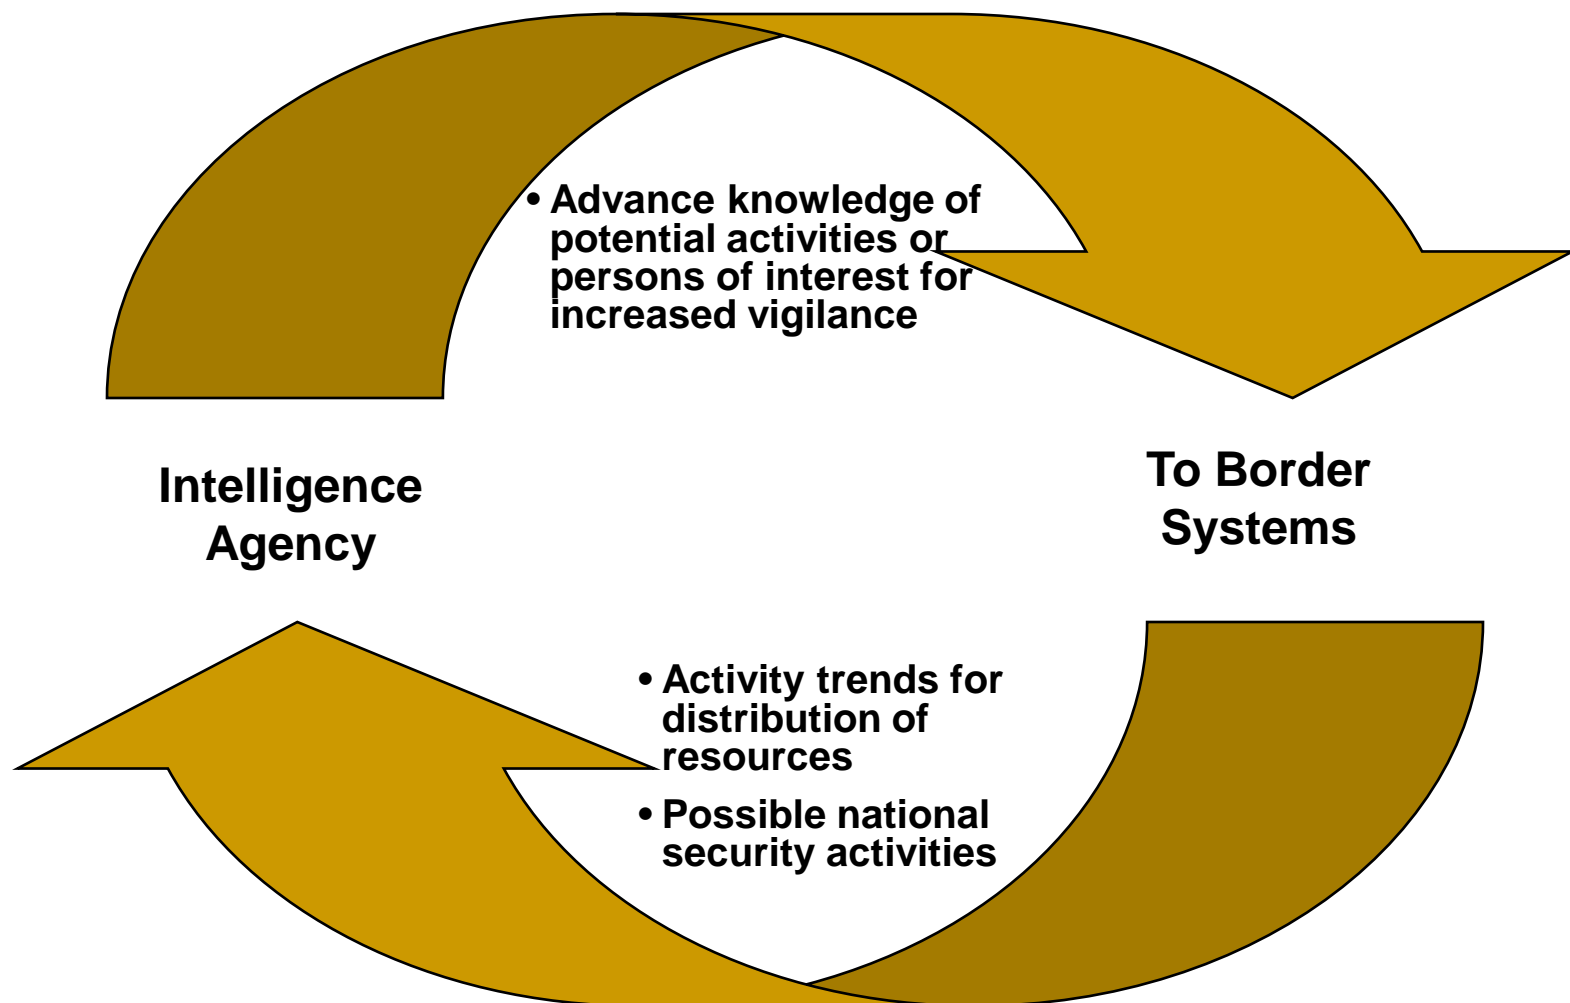 • Advance knowledge of
potential activities or
persons of interest for
increased vigilance
Intelligence
Agency
To Border
Systems
• Activity trends for
distribution of
resources
• Possible national
security activities